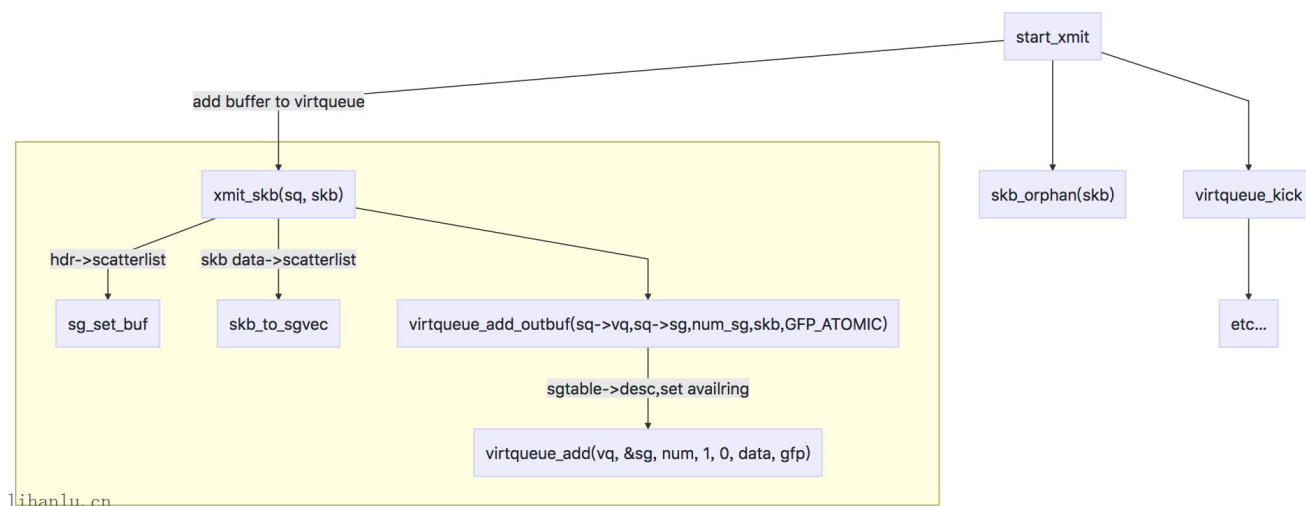 start_xmit
add buffer to virtqueue
xmit_skb(sq, skb)
skb_orphan(skb)
virtqueue_kick
hdr->scatterlist
skb data->scatterlist
sg_set_buf
skb_to_sgvec
virtqueue_add_outbuf(sq->vq,sq->sg,num_sg,skb,GFP_ATOMIC)
etc...
sgtable->desc,set availring
virtqueue_add(vq, &sg, num, 1, 0, data, gfp)
lihanlu.cn